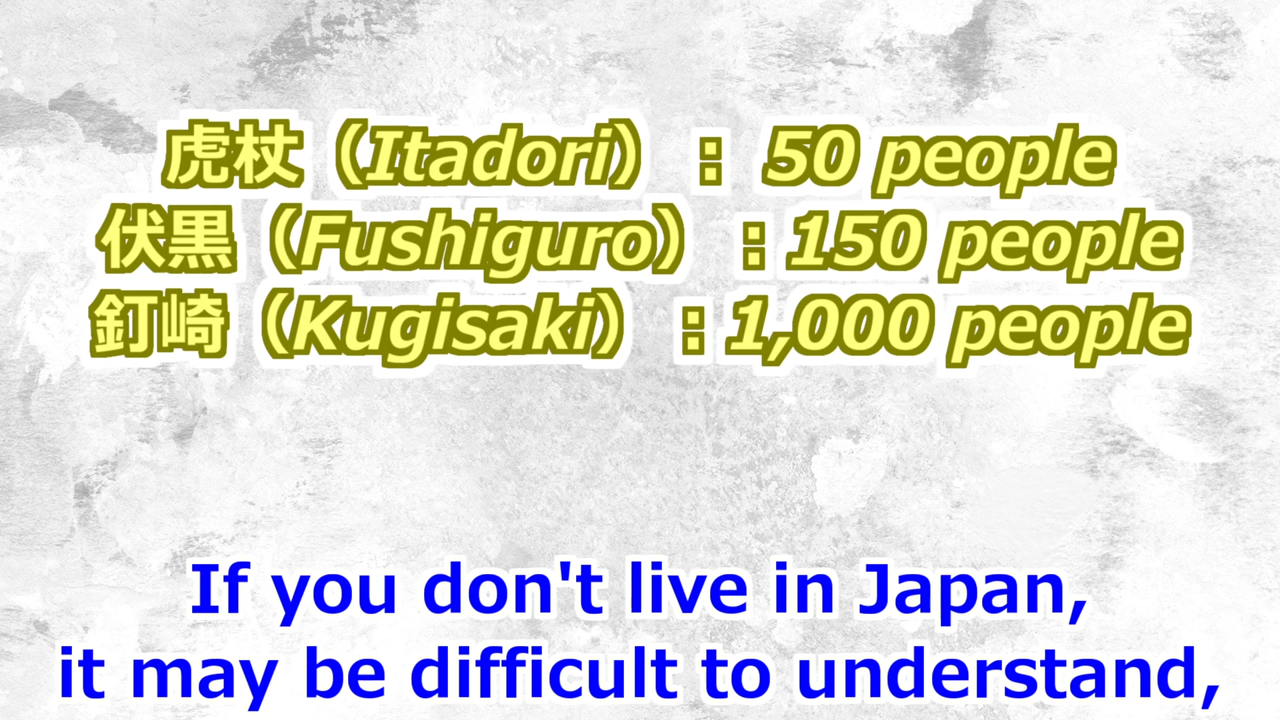 虎杖（Itadori）：50 people
伏黒（Fushiguro）：150 people
釘崎（Kugisaki）：1,000 people
If you don't live in Japan,
it may be difficult to understand,